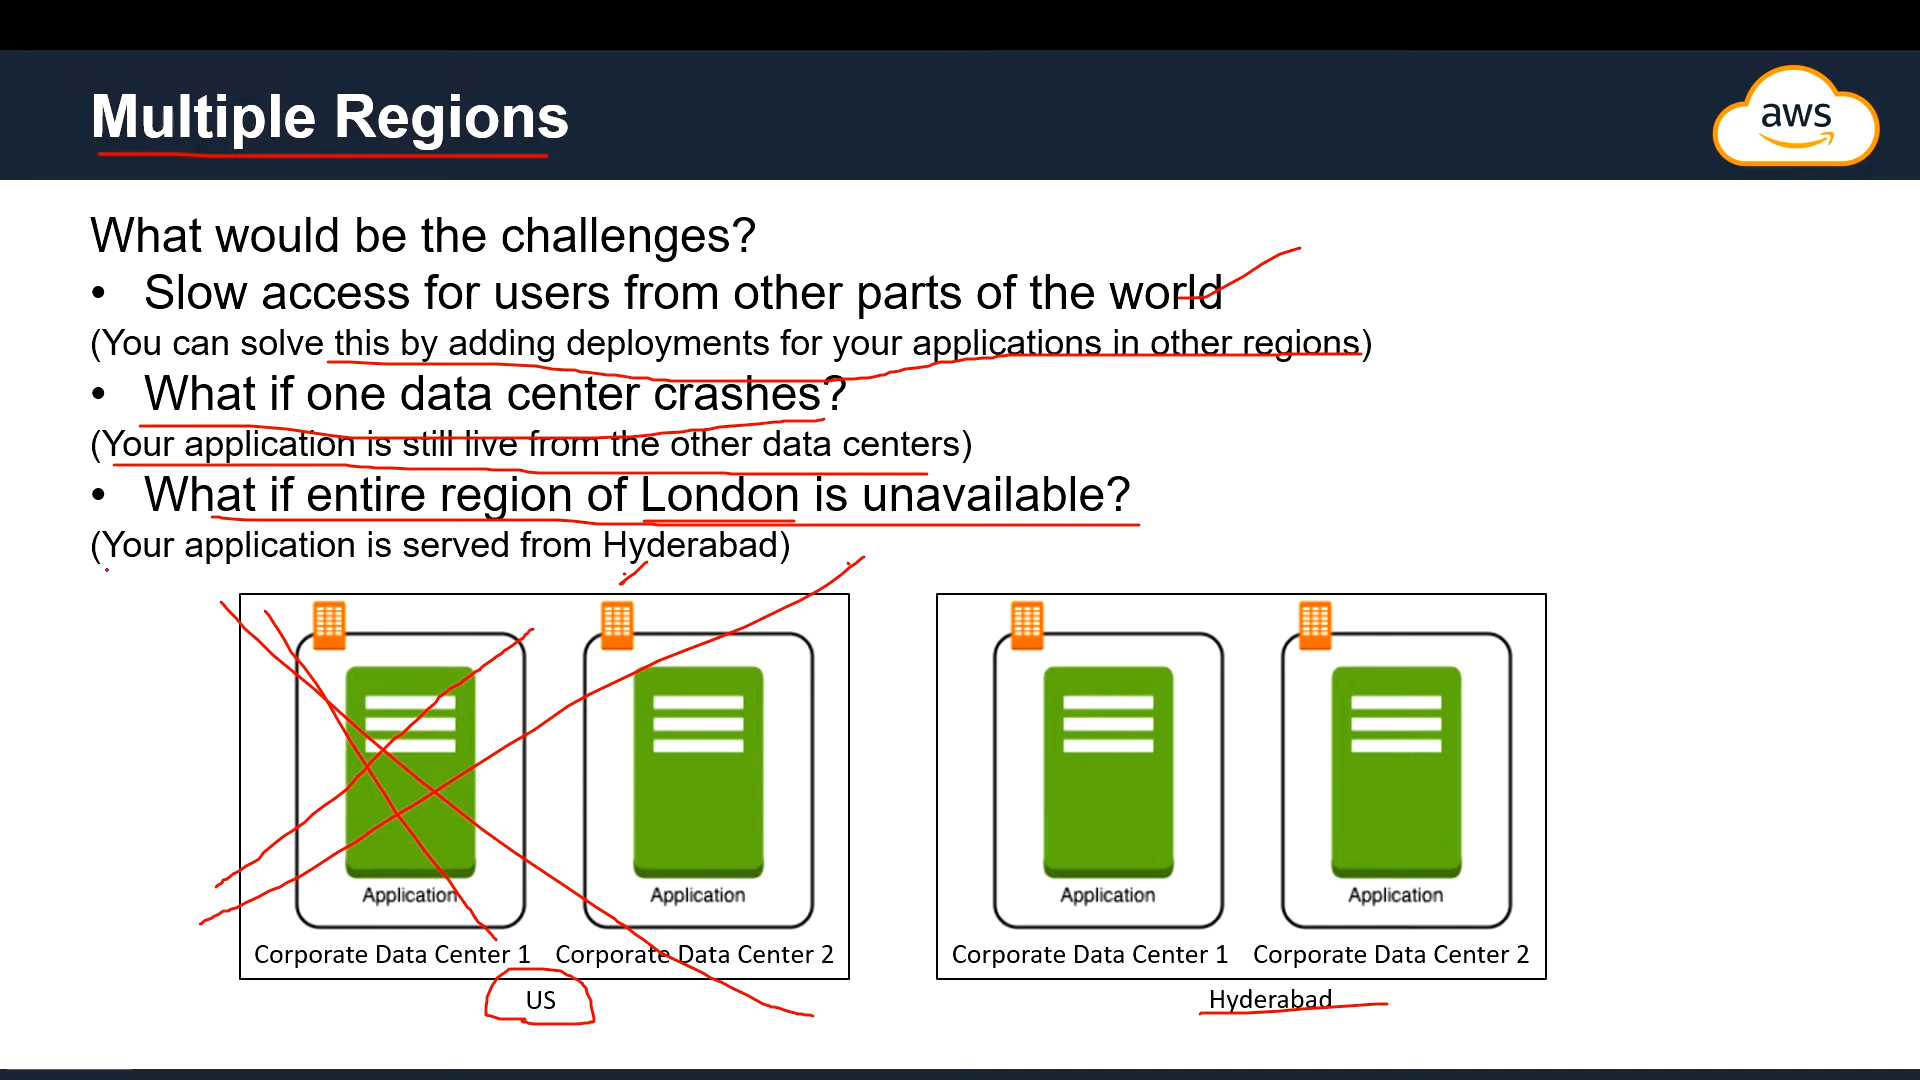 Multiple Regions
aws
What would be the challenges?
• Slow access for users from other parts of the world
(You can solve this by adding deployments for your applications in other regions)
• What if one data center crashes?
(Your application is still live from the other data centers)
• What if entire region of London is unavailable?
(Your application is served from Hyderabad)
Application
Application
Application
Application
Corporate Data Center 1
Corporate Data Center 2
Corporate Data Center 1
Corporate Data Center 2
US
Hyderabad